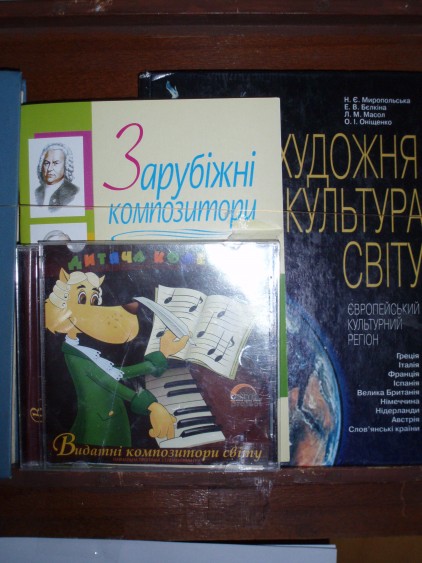 Зарубіжні
композитори
Н. Є. Миропольська
Е. В. Бєлкіна
Л. М. Масол
О. І. Оніщенко
ХУДОЖНЯ
КУЛЬТУРА
СВІТУ
ЄВРОПЕЙСЬКИЙ
КУЛЬТУРНИЙ
РЕГІОН
Греція
Італія
Франція
Іспанія
Велика Британія
Німеччина
Нідерланди
Австрія
Слов'янські країни
ДИТЯЧА
Видатні композитори світу